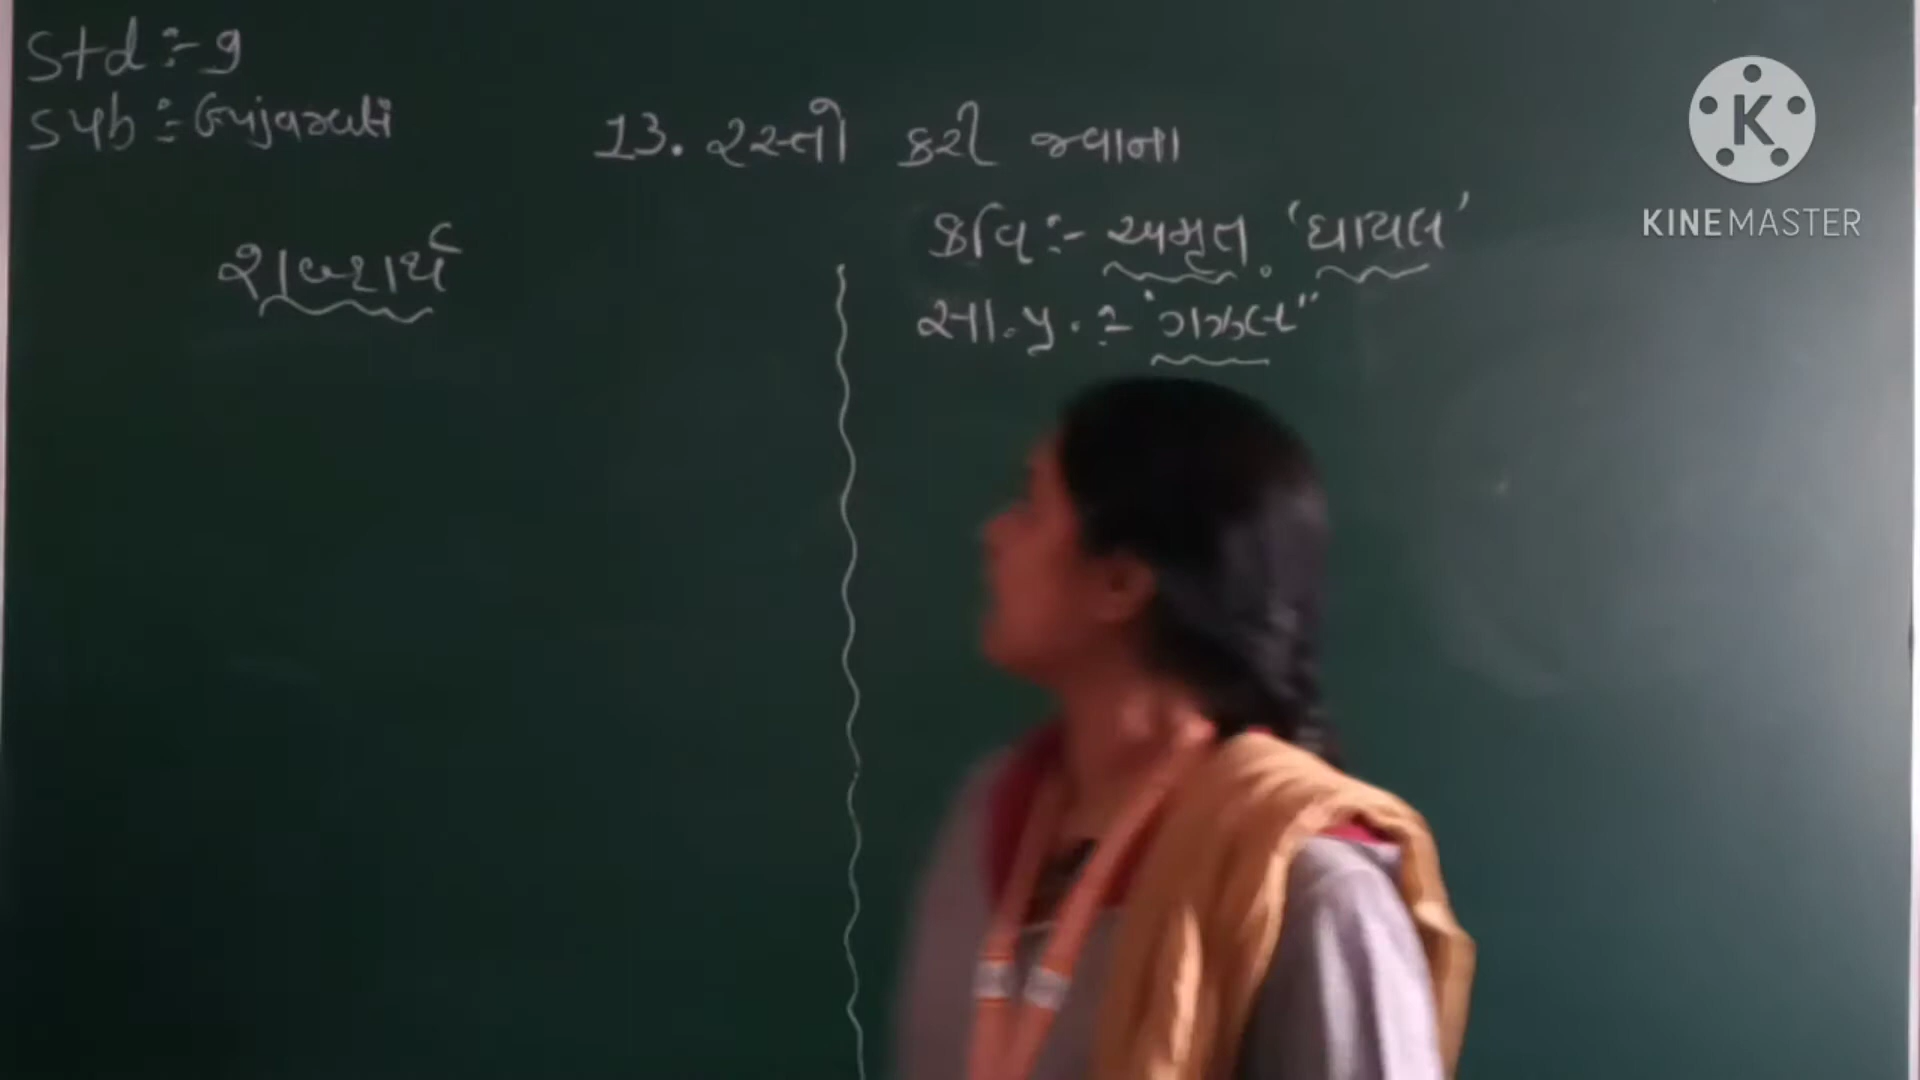 Std :- 9
Sub :- Gujarati
13. રસ્તો કરી જવાના
કવિ :- અમૃત 'ઘાયલ'
સા.પ્ર. :- "ગઝલ"
શબ્દાર્થ
KINEMASTER